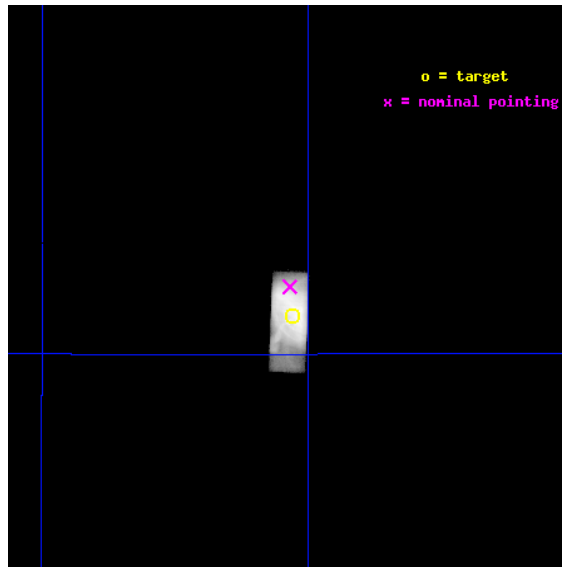 o = target
x = nominal pointing